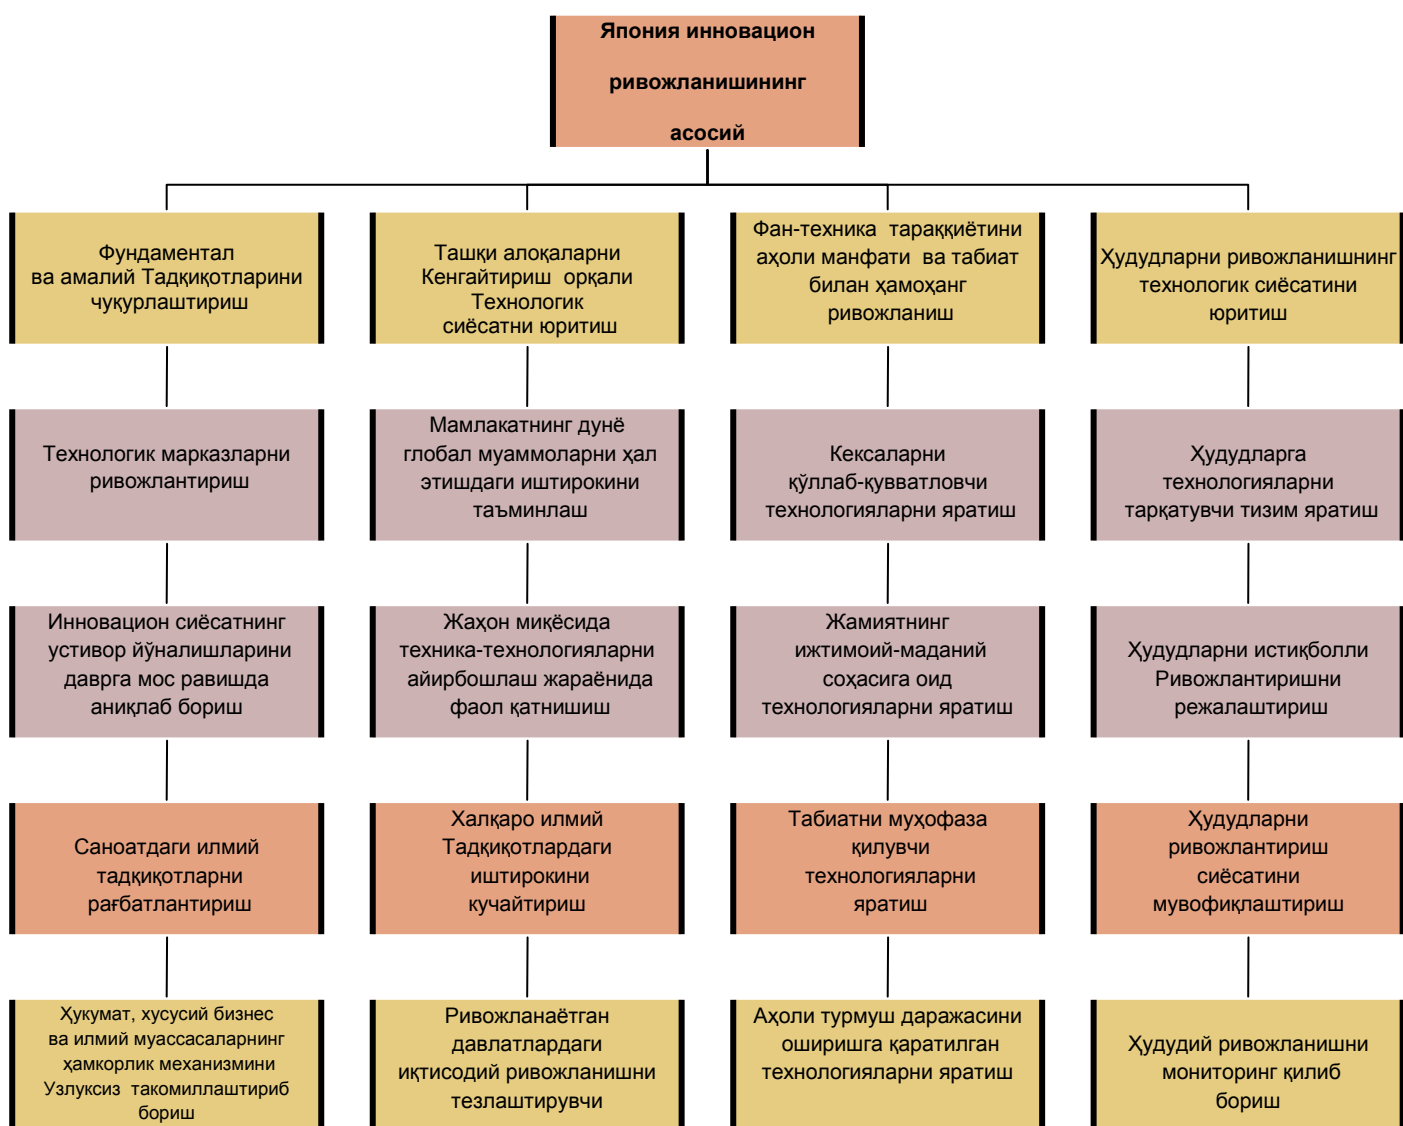 Япония инновацион
ривожланишининг
асосий
Фундаментал
ва амалий Тадқиқотларини
чуқурлаштириш
Ташқи алоқаларни
Кенгайтириш орқали
Технологик
сиёсатни юритиш
Фан-техника тараққиётини
аҳоли манфати ва табиат
билан ҳамоҳанг
ривожланиш
Ҳудудларни ривожланишнинг
технологик сиёсатини
юритиш
Технологик марказларни
ривожлантириш
Мамлакатнинг дунё
глобал муаммоларни ҳал
этишдаги иштирокини
таъминлаш
Кексаларни
қўллаб-қувватловчи
технологияларни яратиш
Ҳудудларга
технологияларни
тарқатувчи тизим яратиш
Инновацион сиёсатнинг
устивор йўналишларини
даврга мос равишда
аниқлаб бориш
Жаҳон миқёсида
техника-технологияларни
айирбошлаш жараёнида
фаол қатнишиш
Жамиятнинг
ижтимоий-маданий
соҳасига оид
технологияларни яратиш
Ҳудудларни истиқболли
Ривожлантиришни
режалаштириш
Саноатдаги илмий
тадқиқотларни
рағбатлантириш
Халқаро илмий
Тадқиқотлардаги
иштирокини
кучайтириш
Табиатни муҳофаза
қилувчи
технологияларни
яратиш
Ҳудудларни
ривожлантириш
сиёсатини
мувофиқлаштириш
Ҳукумат, хусусий бизнес
ва илмий муассасаларнинг
ҳамкорлик механизмини
Узлуксиз такомиллаштириб
бориш
Ривожланаётган
давлатлардаги
иқтисодий ривожланишни
тезлаштирувчи
Аҳоли турмуш даражасини
оширишга қаратилган
технологияларни яратиш
Ҳудудий ривожланишни
мониторинг қилиб
бориш